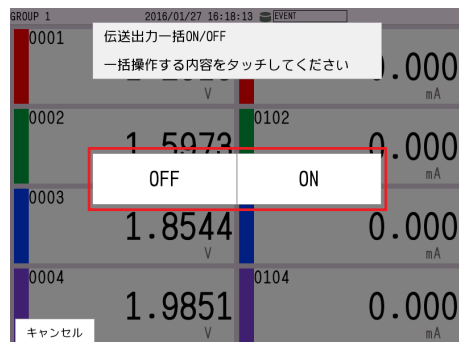 GROUP 1 2016/01/27 16:18:13 EVENT
伝送出力一括ON/OFF
一括操作する内容をタッチしてください
0001
V
.000
mA
0002
0102
1.5973
0.000
mA
OFF ON
0003
1.8544
V
0.000
mA
0004
0104
1.9851
V
0.000
mA
キャンセル